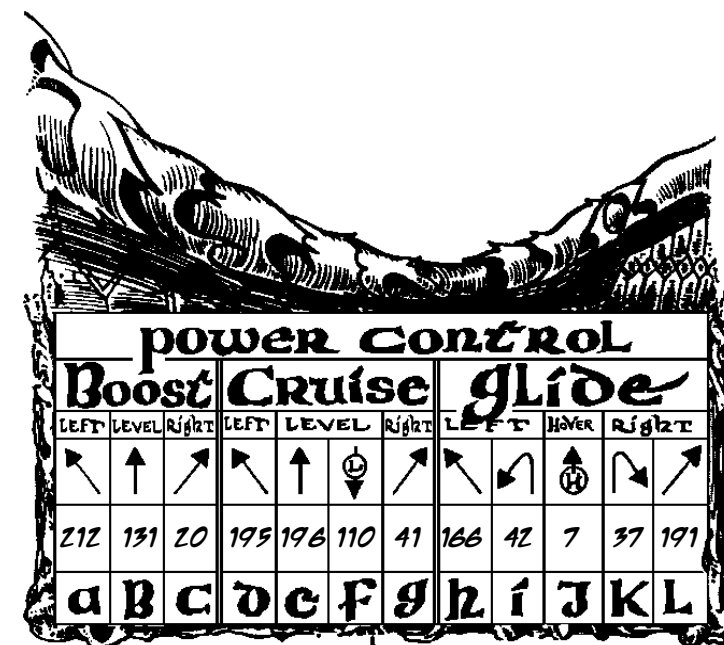 power control
Boost Cruise Glide
LEFT LEVEL Right LEFT LEVEL Right LEFT HOVER Right
L H
212 131 20 195 196 110 41 166 42 7 37 191
a B C D e F g h i J K L